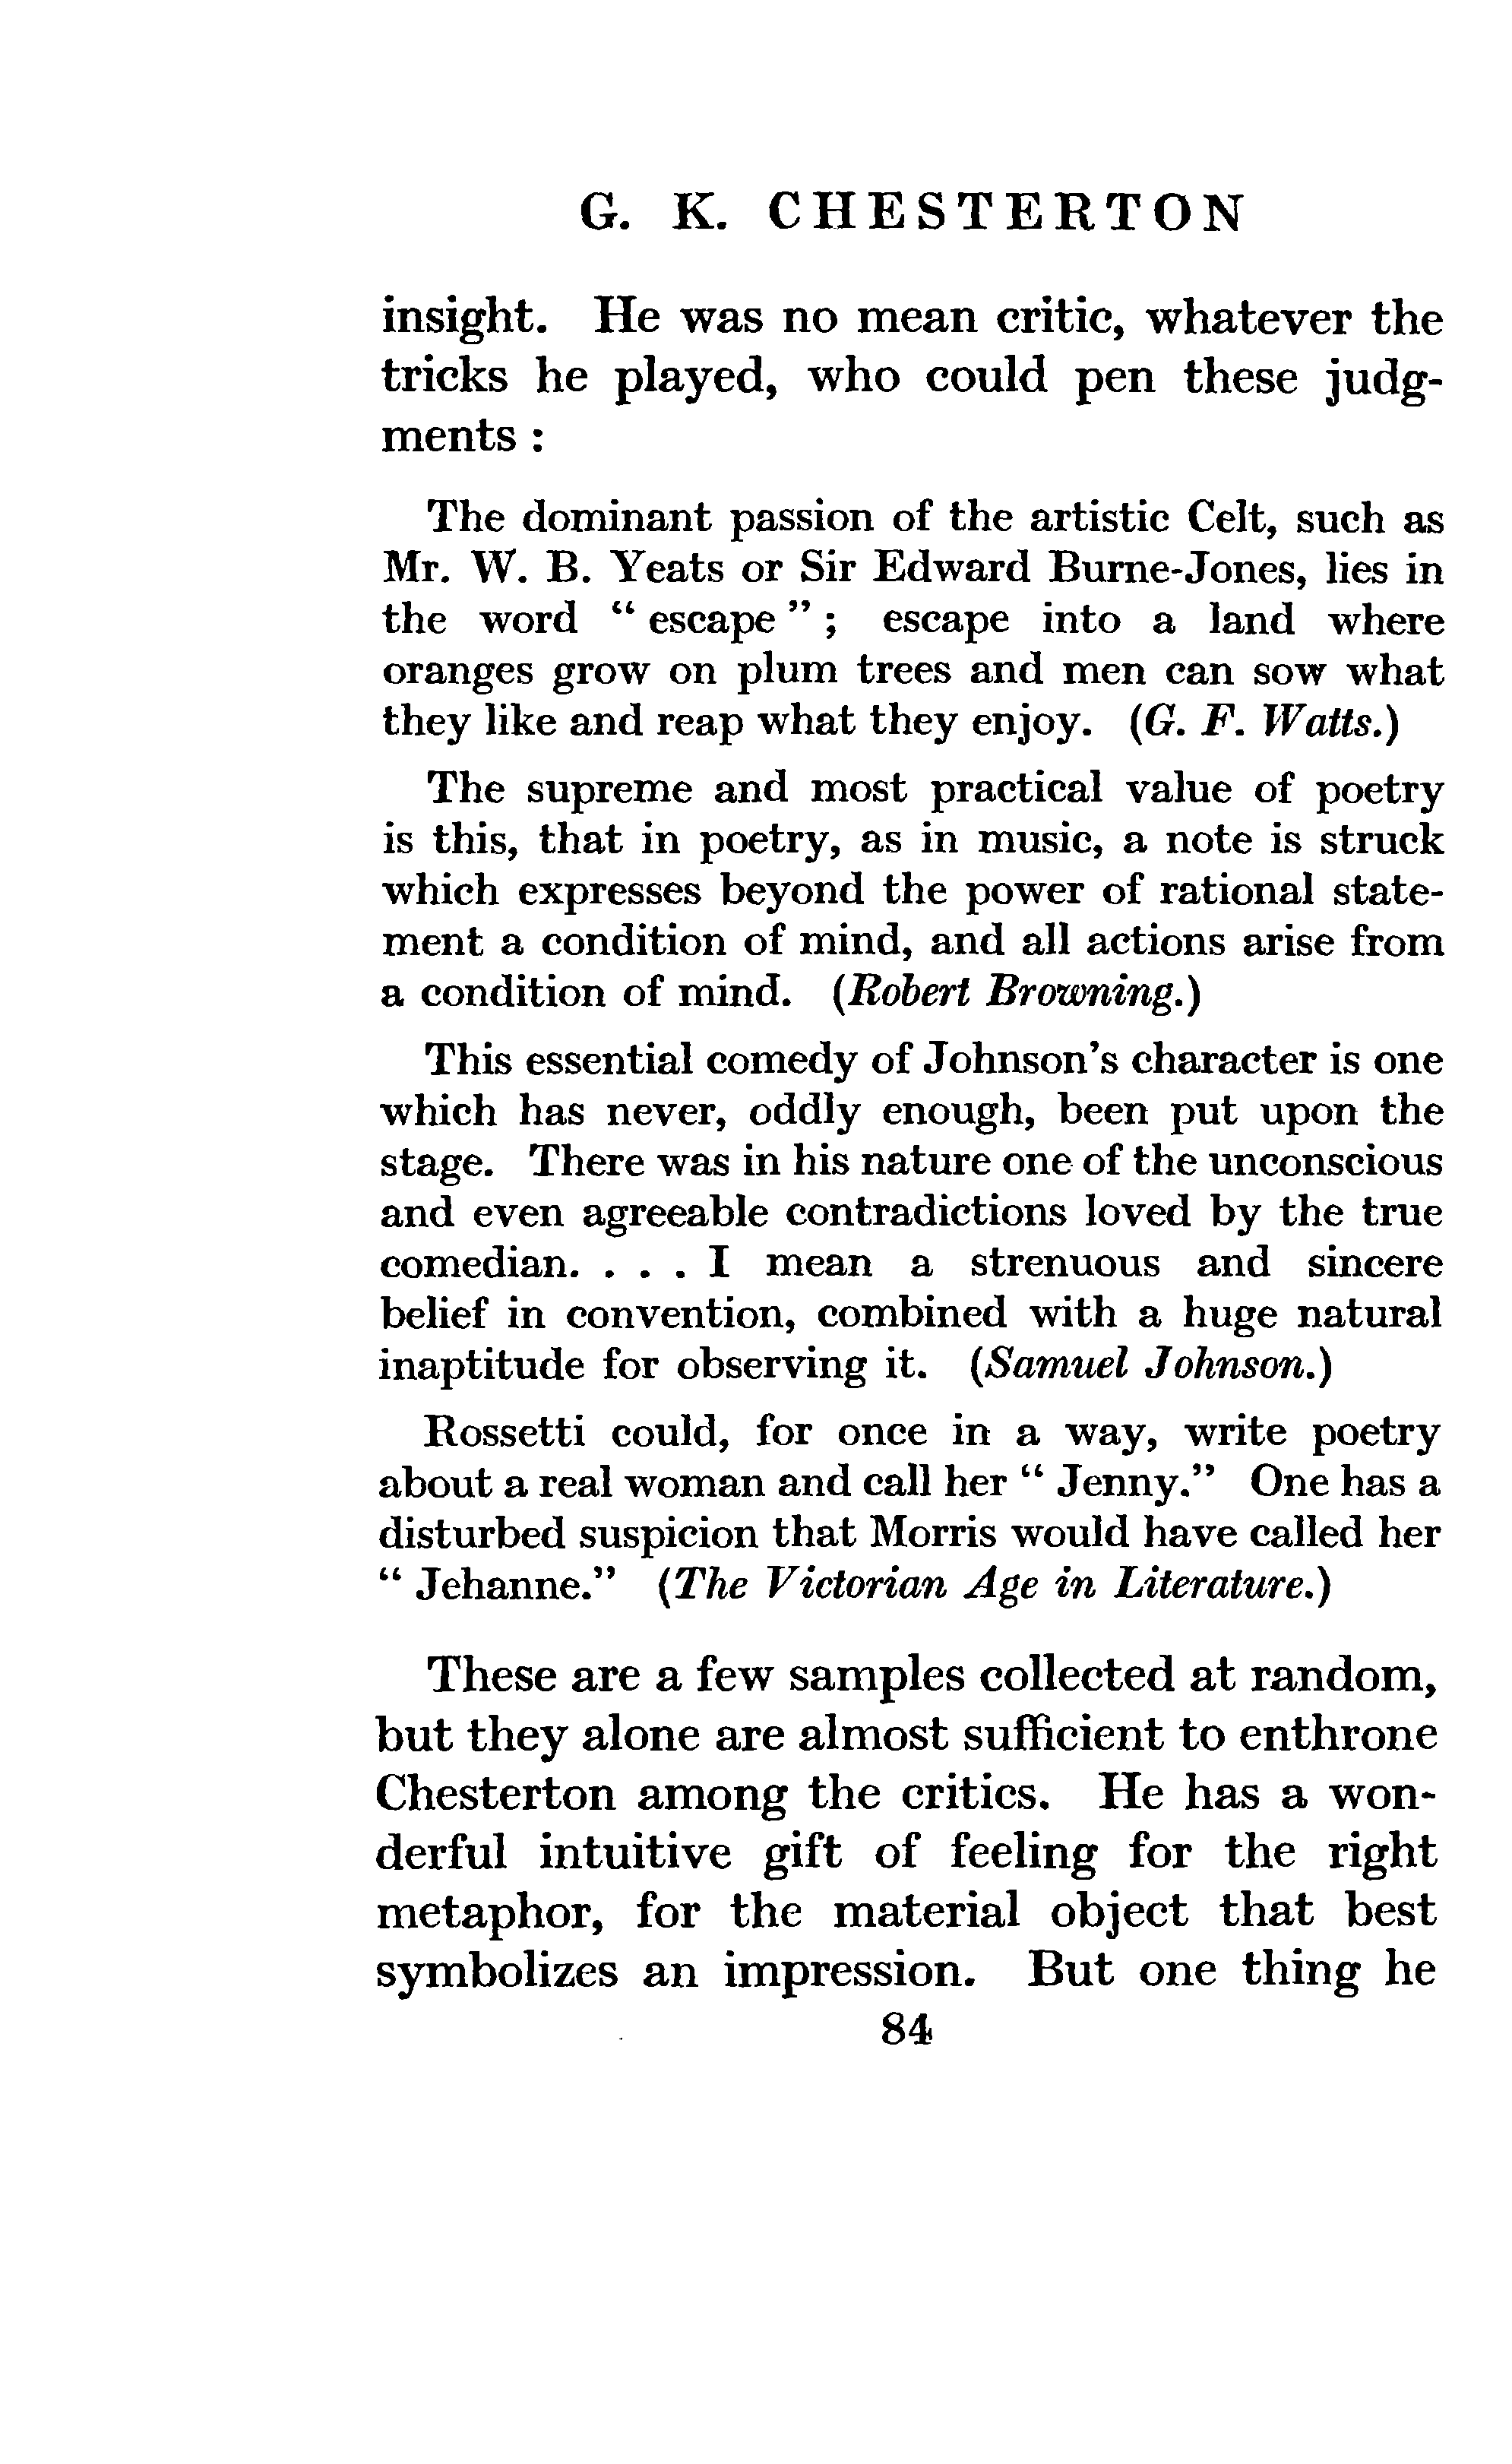 G. K. CHESTERTON
insight. He was no mean critic, whatever the
tricks he played, who could pen these judg-
ments :
The dominant passion of the artistic Celt, such as
Mr. W. B. Yeats or Sir Edward Burne-Jones, lies in
the word “ escape ” ; escape into a land where
oranges grow on plum trees and men can sow what
they like and reap what they enjoy. (G. F. Watts.)
The supreme and most practical value of poetry
is this, that in poetry, as in music, a note is struck
which expresses beyond the power of rational state-
ment a condition of mind, and all actions arise from
a condition of mind. (Robert Browning.)
This essential comedy of Johnson’s character is one
which has never, oddly enough, been put upon the
stage. There was in his nature one of the unconscious
and even agreeable contradictions loved by the true
comedian. . . . I mean a strenuous and sincere
belief in convention, combined with a huge natural
inaptitude for observing it. (Samuel Johnson.)
Rossetti could, for once in a way, write poetry
about a real woman and call her “ Jenny.” One has a
disturbed suspicion that Morris would have called her
“ Jehanne.” (The Victorian Age in Literature.)
These are a few samples collected at random,
but they alone are almost sufficient to enthrone
Chesterton among the critics. He has a won-
derful intuitive gift of feeling for the right
metaphor, for the material object that best
symbolizes an impression. But one thing he
84